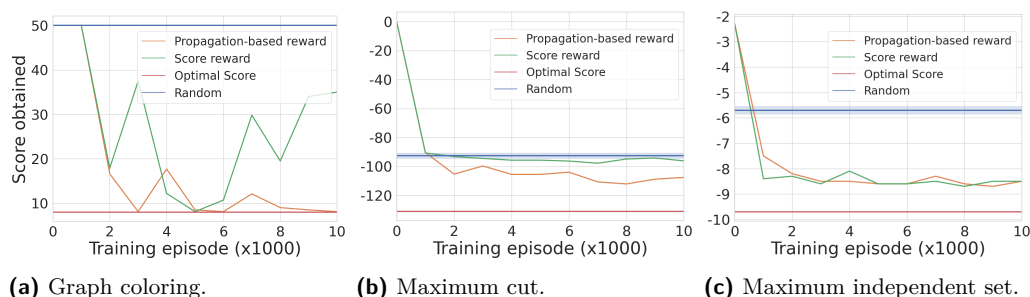 Score obtained
50
40
30
20
10
0
2
4
6
8
10
Training episode (x1000)
Propagation-based reward
Score reward
Optimal Score
Random
(a) Graph coloring.
0
-20
-40
-60
-80
-100
-120
0
2
4
6
8
10
Training episode (x1000)
Propagation-based reward
Score reward
Optimal Score
Random
(b) Maximum cut.
-2
-3
-4
-5
-6
-7
-8
-9
-10
0
2
4
6
8
10
Training episode (x1000)
Propagation-based reward
Score reward
Optimal Score
Random
(c) Maximum independent set.